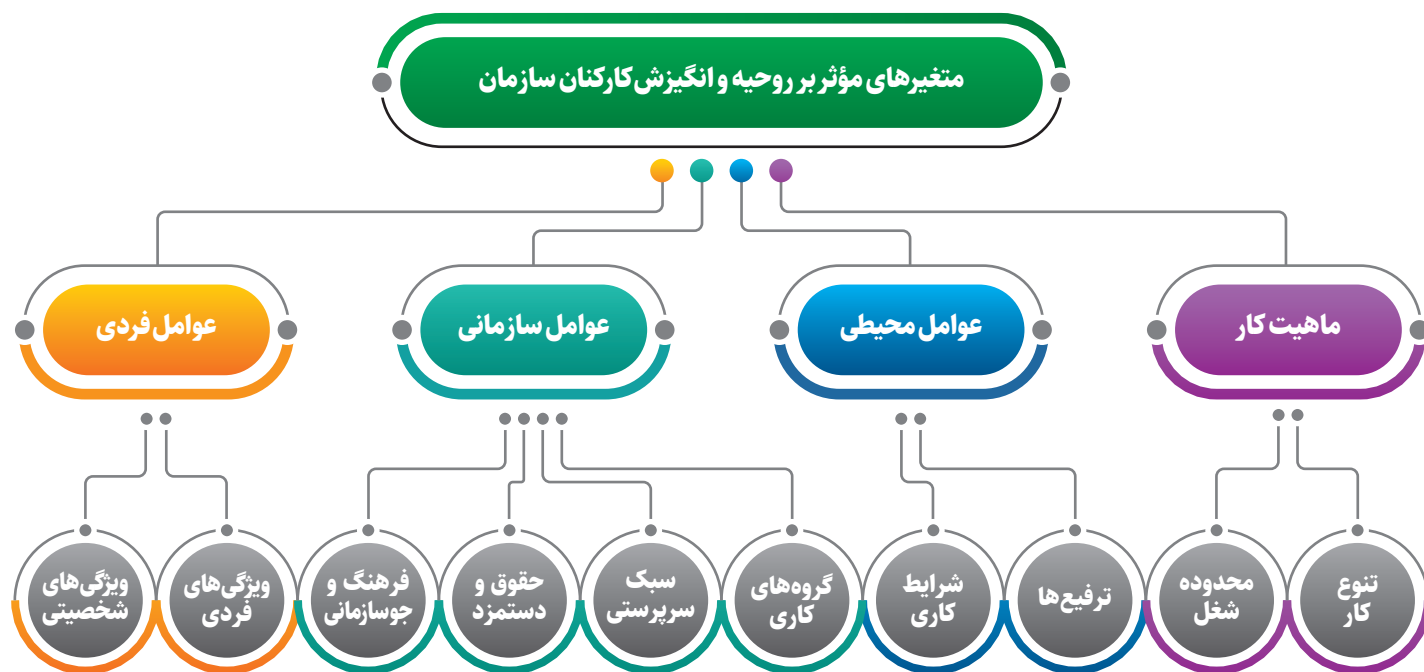 متغیرهای مؤثر بر روحیه و انگیزش کارکنان سازمان
ماهیت کار
عوامل محیطی
عوامل سازمانی
عوامل فردی
تنوع
کار
محدوده
شغل
ترفیع‌ها
شرایط
کاری
گروه‌های
کاری
سبک
سرپرستی
حقوق و
دستمزد
فرهنگ و
جوسازمانی
ویژگی‌های
فردی
ویژگی‌های
شخصیتی